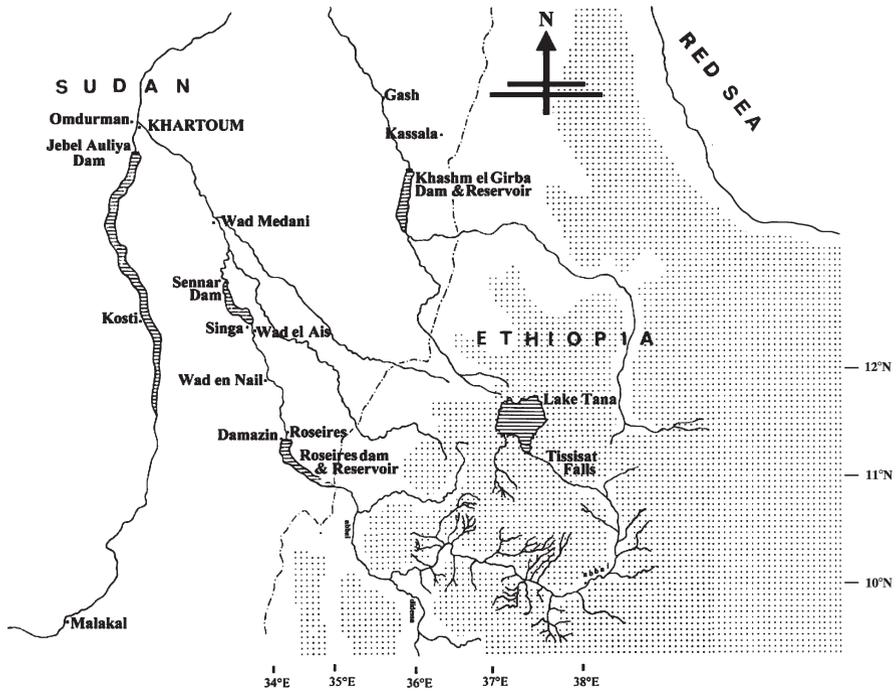 N
RED SEA
SUDAN
Gash
Omdurman
KHARTOUM
Kassala
Jebel Auliya
Dam
Khashm el Girba
Dam & Reservoir
Wad Medani
Sennar
Dam
Kosti
Singa
Wad el Ais
ETHIOPIA
12°N
Wad en Nail
Lake Tana
Damazin
Roseires
Roseires dam
& Reservoir
Tissisat
Falls
11°N
abbai
10°N
Malakal
34°E
35°E
36°E
37°E
38°E